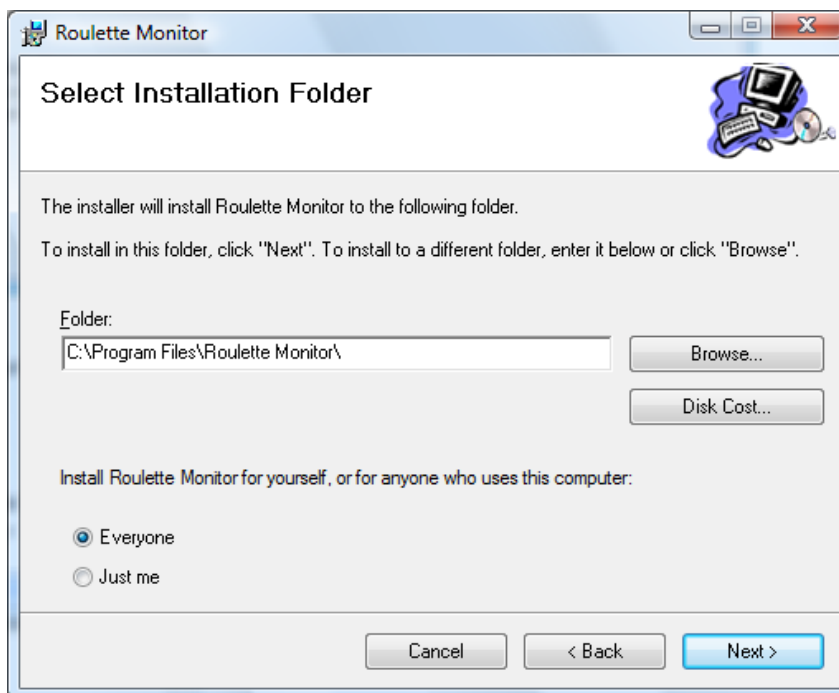 Roulette Monitor
Select Installation Folder
The installer will install Roulette Monitor to the following folder.
To install in this folder, click "Next". To install to a different folder, enter it below or click "Browse".
Folder:
C:\Program Files\Roulette Monitor\
Browse...
Disk Cost...
Install Roulette Monitor for yourself, or for anyone who uses this computer:
Everyone
Just me
Cancel
< Back
Next >